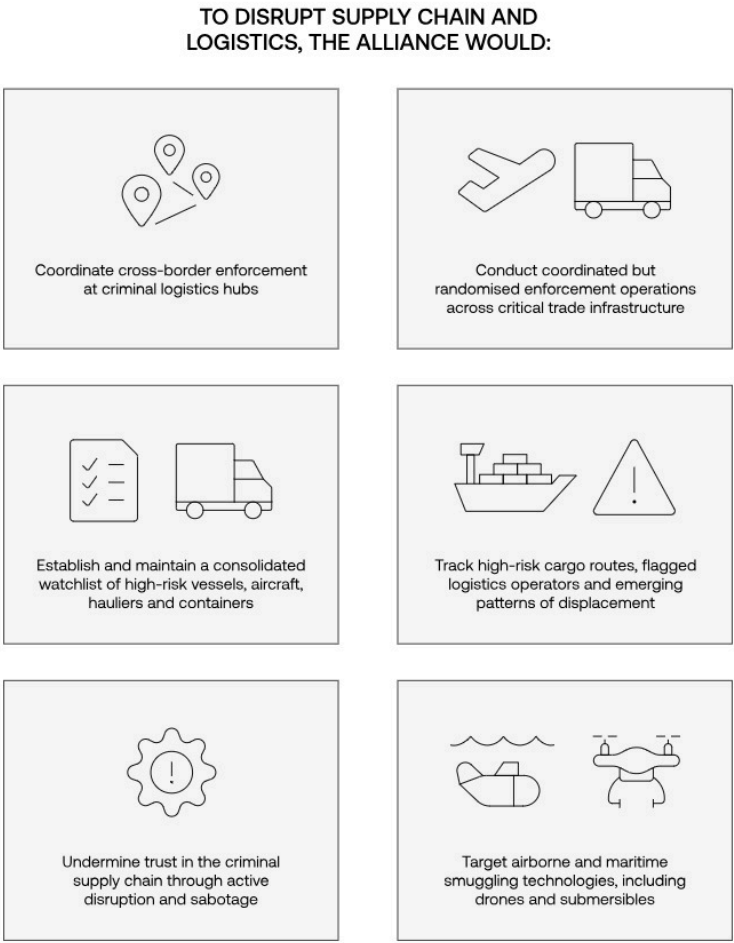 TO DISRUPT SUPPLY CHAIN AND
LOGISTICS, THE ALLIANCE WOULD:
Coordinate cross-border enforcement
at criminal logistics hubs
Conduct coordinated but
randomised enforcement operations
across critical trade infrastructure
Establish and maintain a consolidated
watchlist of high-risk vessels, aircraft,
hauliers and containers
Track high-risk cargo routes, flagged
logistics operators and emerging
patterns of displacement
Undermine trust in the criminal
supply chain through active
disruption and sabotage
Target airborne and maritime
smuggling technologies, including
drones and submersibles